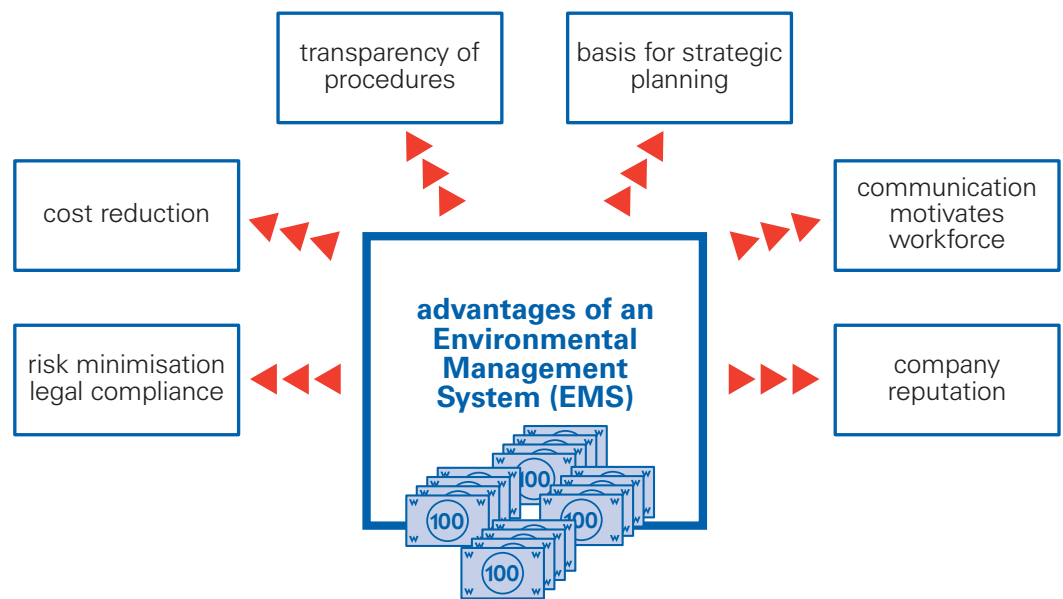 transparency of
procedures
basis for strategic
planning
cost reduction
communication
motivates
workforce
advantages of an
Environmental
Management
System (EMS)
risk minimisation
legal compliance
company
reputation
100
100
100
100